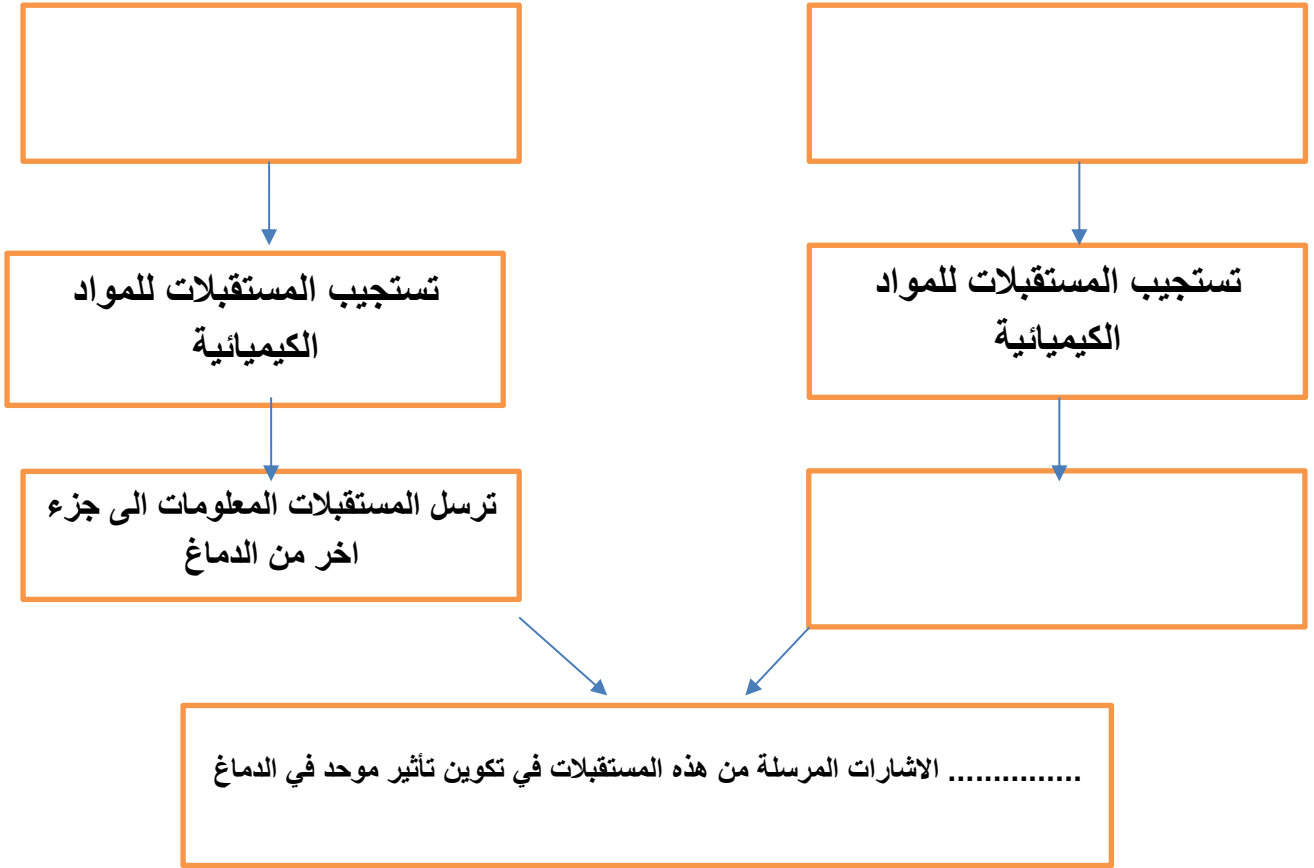 تستجيب المستقبلات للمواد
الكيميائية
تستجيب المستقبلات للمواد
الكيميائية
ترسل المستقبلات المعلومات الى جزء
اخر من الدماغ
............... الاشارات المرسلة من هذه المستقبلات في تكوين تأثير موحد في الدماغ